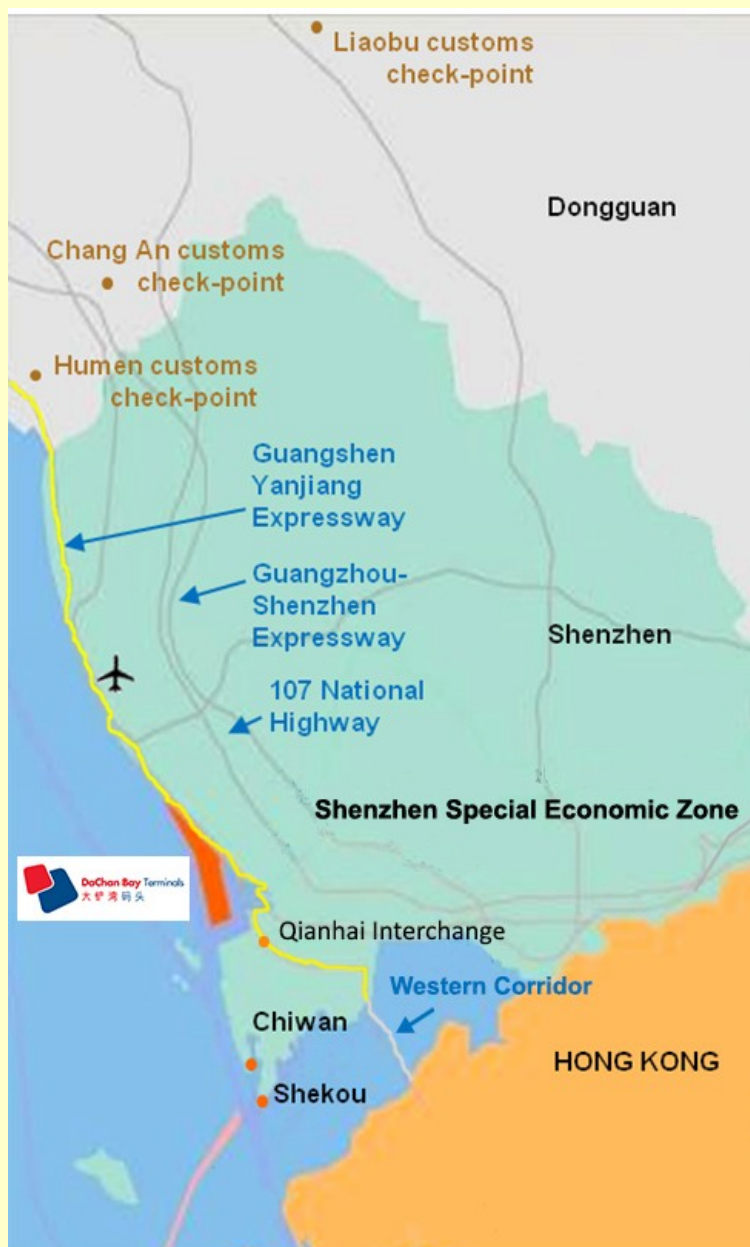 Liaobu customs
check-point
Dongguan
Chang An customs
check-point
Humen customs
check-point
Guangshen
Yanjiang
Expressway
Guangzhou-
Shenzhen
Expressway
Shenzhen
107 National
Highway
Shenzhen Special Economic Zone
DaChan Bay Terminals
大铲湾码头
Qianhai Interchange
Western Corridor
Chiwan
HONG KONG
Shekou